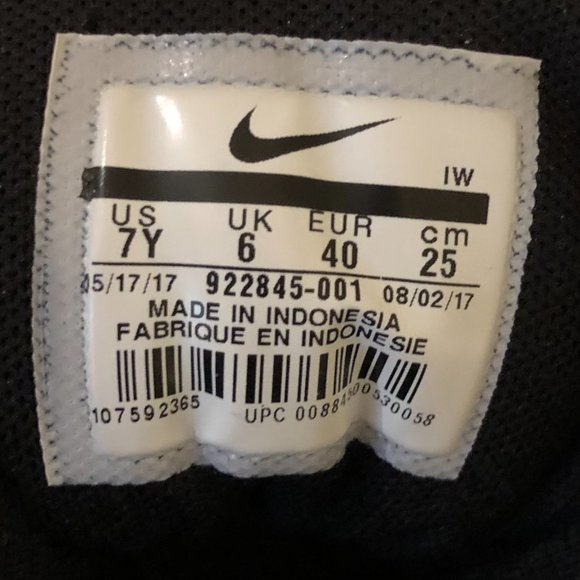 IW
US UK EUR cm
7Y 6 40 25
05/17/17 922845-001 08/02/17
MADE IN INDONESIA
FABRIQUE EN INDONESIE
107592365 UPC